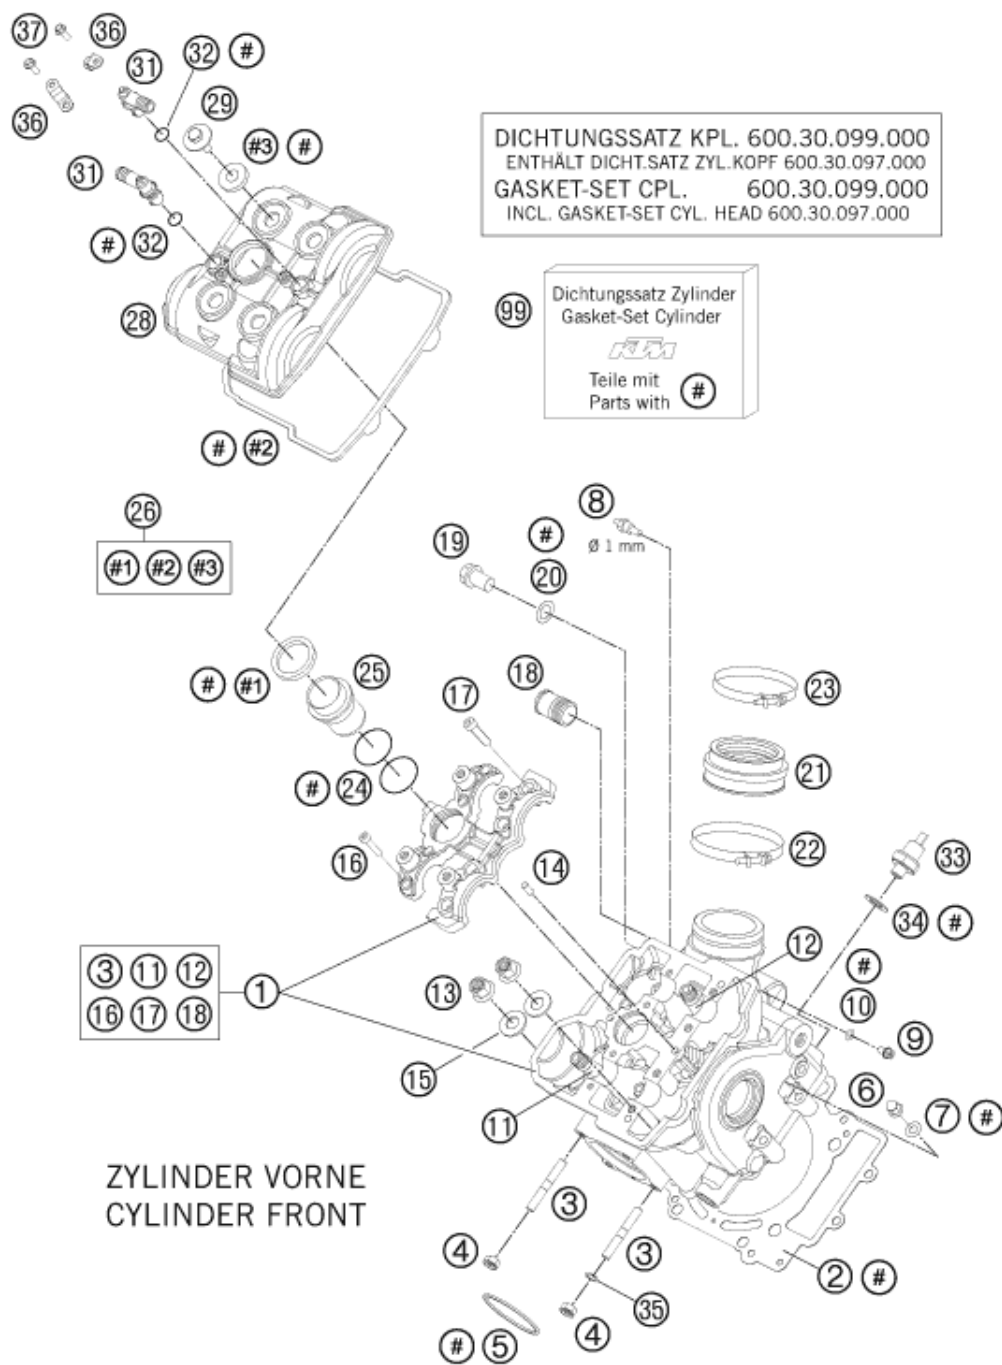 37 36 31 32 #
29
#3 #
36
31
# 32
28
# #2
DICHTUNGSSATZ KPL. 600.30.099.000
ENTHÄLT DICHT.SATZ ZYL.KOPF 600.30.097.000
GASKET-SET CPL. 600.30.099.000
INCL. GASKET-SET CYL. HEAD 600.30.097.000
99
Dichtungssatz Zylinder
Gasket-Set Cylinder
KTM
Teile mit
Parts with #
26
#1 #2 #3
8
Ø 1 mm
19
#
20
# #1
25
17
18
23
21
# 24
22
16
14
33
34 #
12
#
10
9
3 11 12
16 17 18
1
13
15
11
6
7 #
ZYLINDER VORNE
CYLINDER FRONT
3
4
3
2 #
35
4
# 5